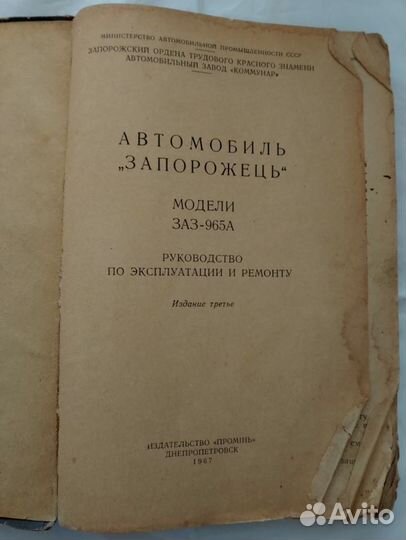 МИНИСТЕРСТВО АВТОМОБИЛЬНОЙ ПРОМЫШЛЕННОСТИ СССР
ЗАПОРОЖСКИЙ ОРДЕНА ТРУДОВОГО КРАСНОГО ЗНАМЕНИ
АВТОМОБИЛЬНЫЙ ЗАВОД «КОММУНАР»
АВТОМОБИЛЬ
„ЗАПОРОЖЕЦЬ“
МОДЕЛИ
ЗАЗ-965А
РУКОВОДСТВО
ПО ЭКСПЛУАТАЦИИ И РЕМОНТУ
Издание третье
ИЗДАТЕЛЬСТВО «ПРОМІНЬ»
ДНЕПРОПЕТРОВСК
1967
Avito